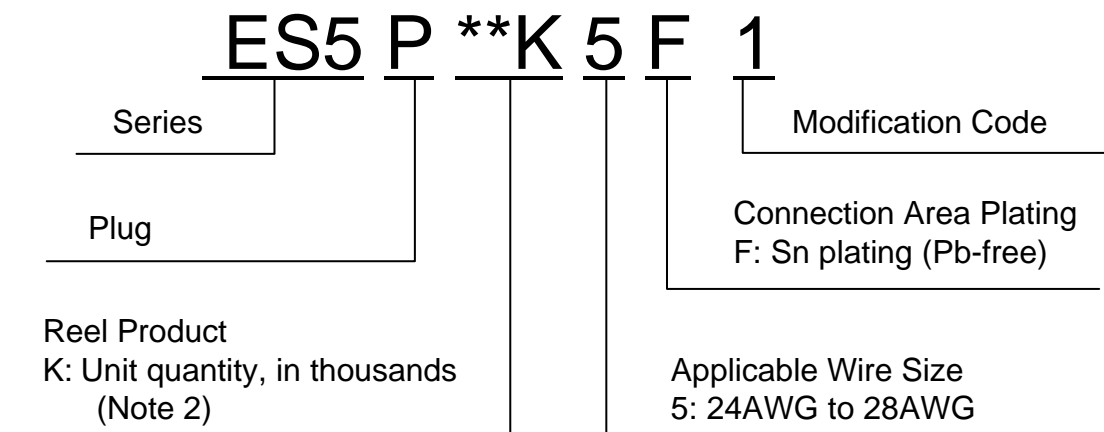 ES5 P **K 5 F 1
Series
Modification Code
Plug
Connection Area Plating
F: Sn plating (Pb-free)
Reel Product
K: Unit quantity, in thousands
(Note 2)
Applicable Wire Size
5: 24AWG to 28AWG